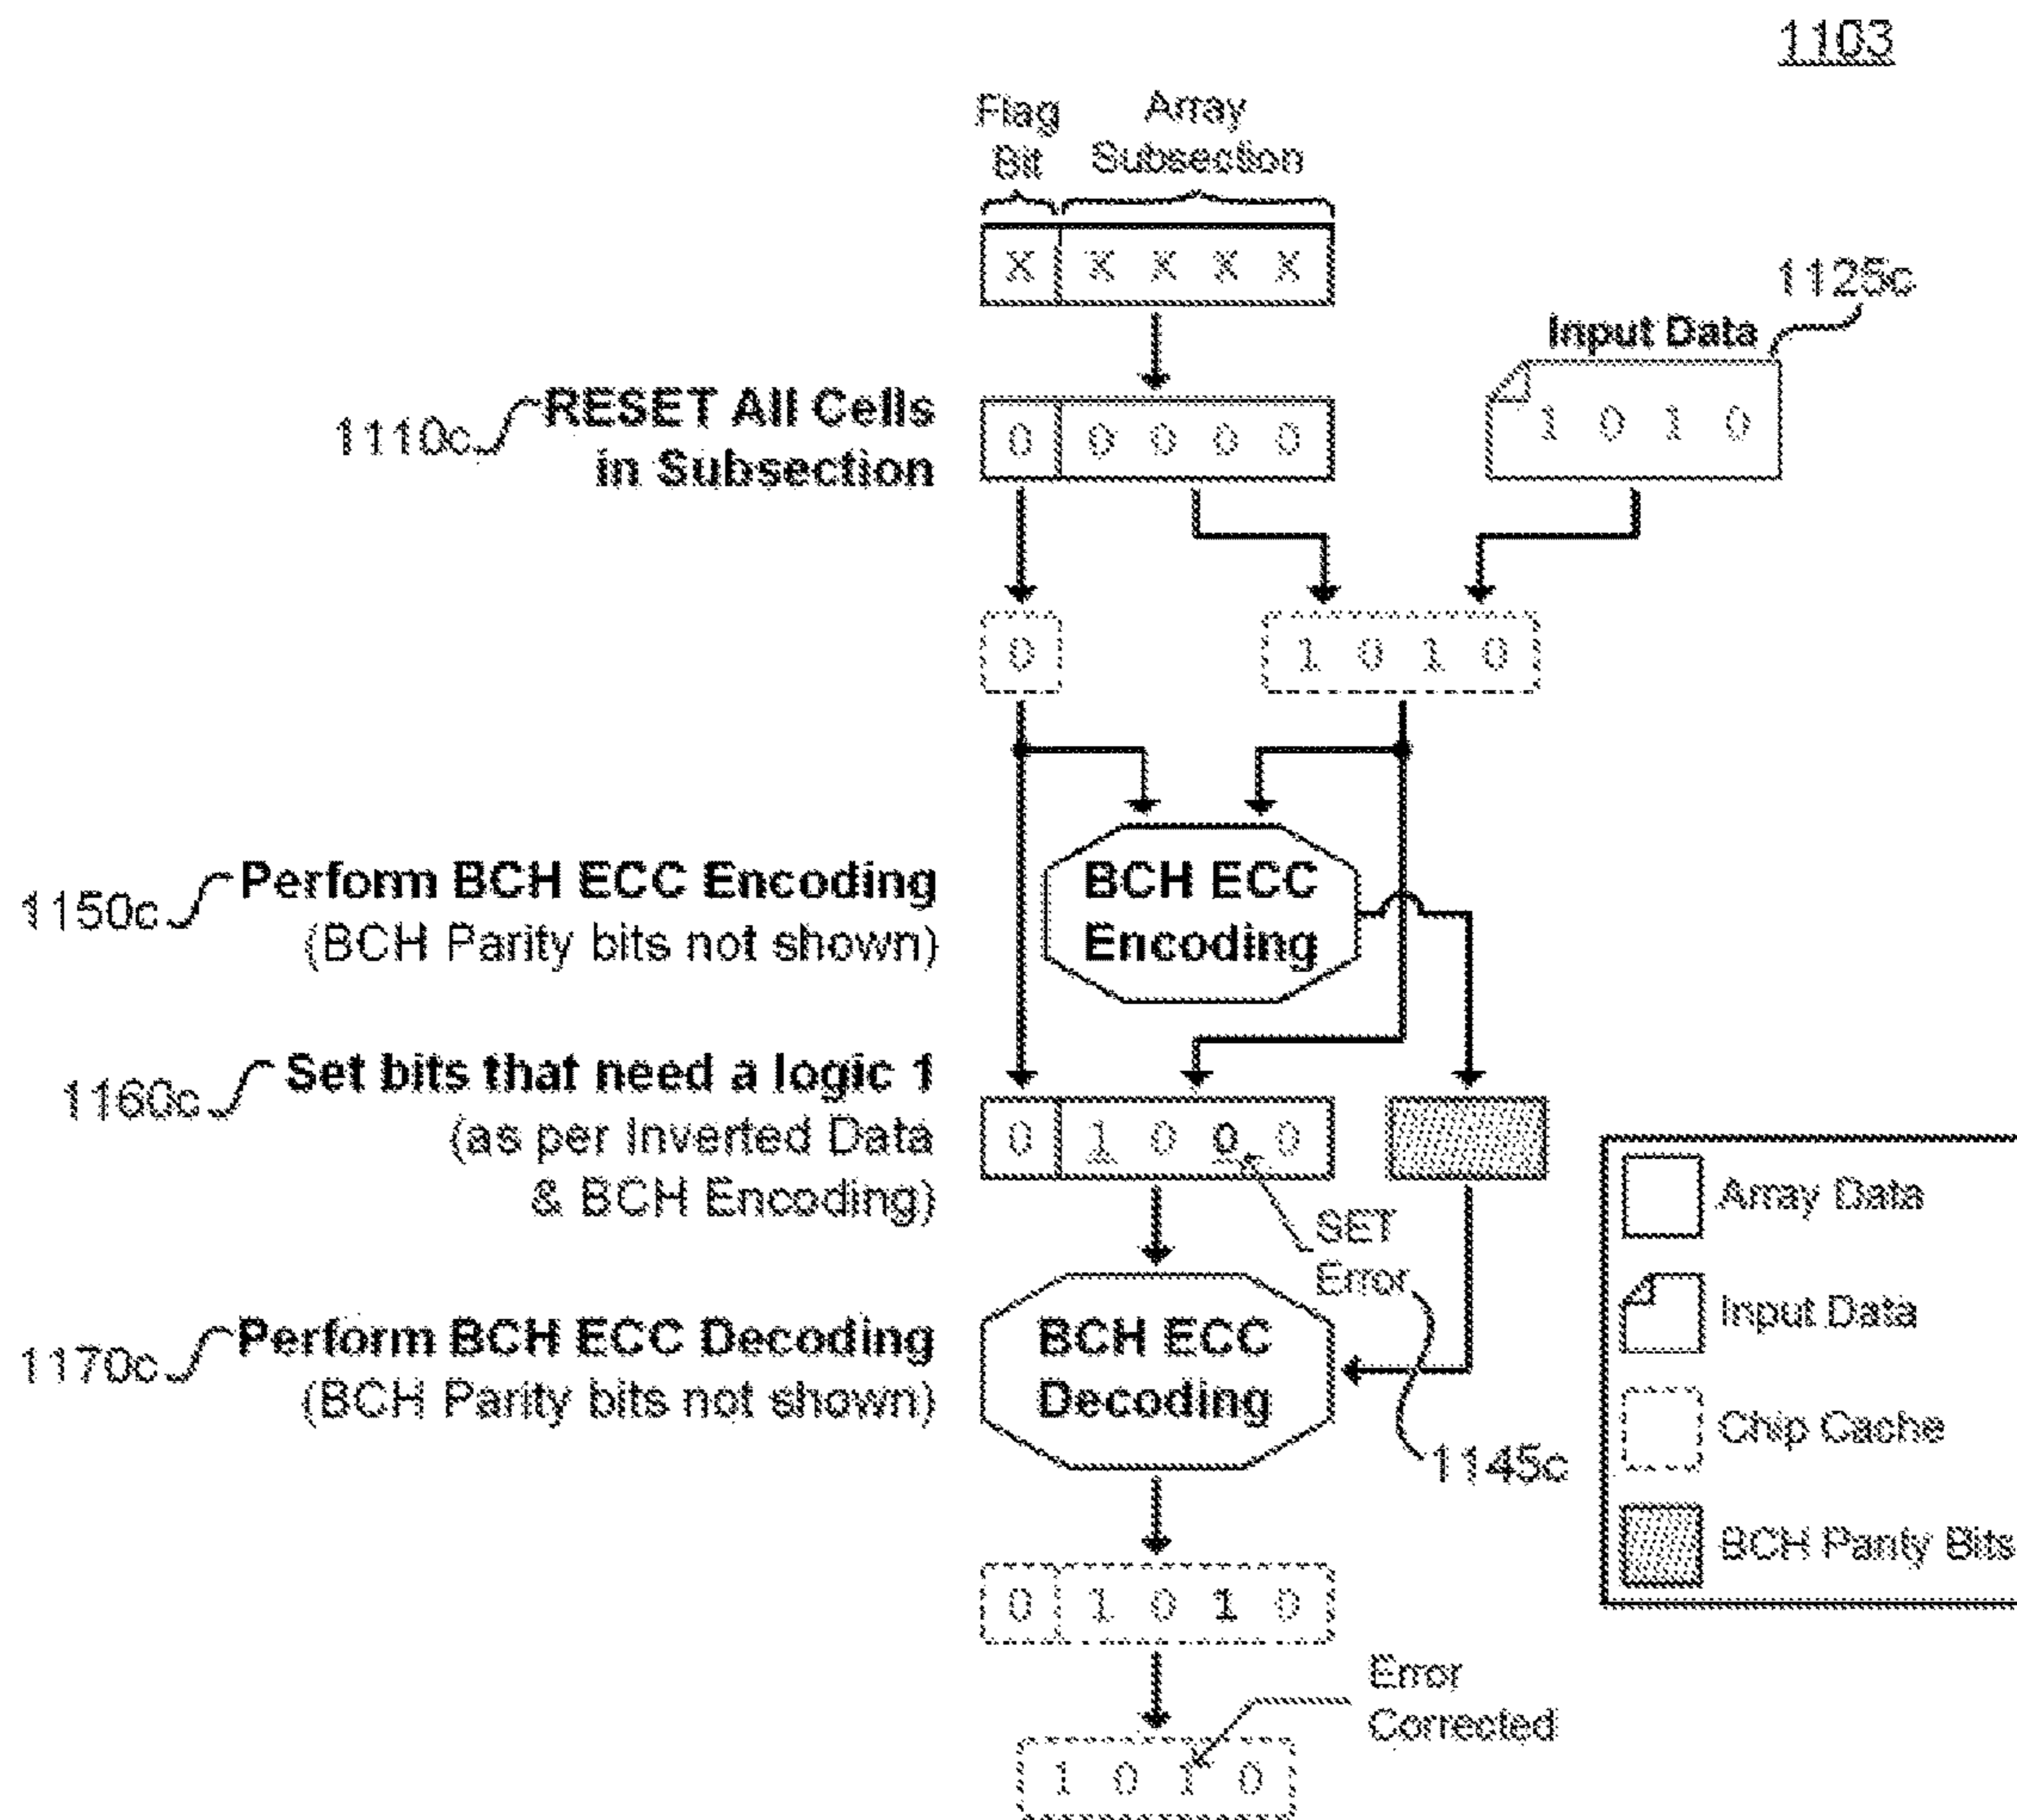 1103
Flag
Bit
Array
Subsection
X X X X X
1125c
Input Data
1 0 1 0
1110c
RESET All Cells
in Subsection
0 0 0 0 0
0
1 0 1 0
1150c
Perform BCH ECC Encoding
(BCH Parity bits not shown)
BCH ECC
Encoding
1160c
Set bits that need a logic 1
(as per Inverted Data
& BCH Encoding)
0 1 0 0 0
SET
Error
1170c
Perform BCH ECC Decoding
(BCH Parity bits not shown)
BCH ECC
Decoding
1145c
Array Data
Input Data
Chip Cache
BCH Parity Bits
0 1 0 1 0
Error
Corrected
1 0 1 0